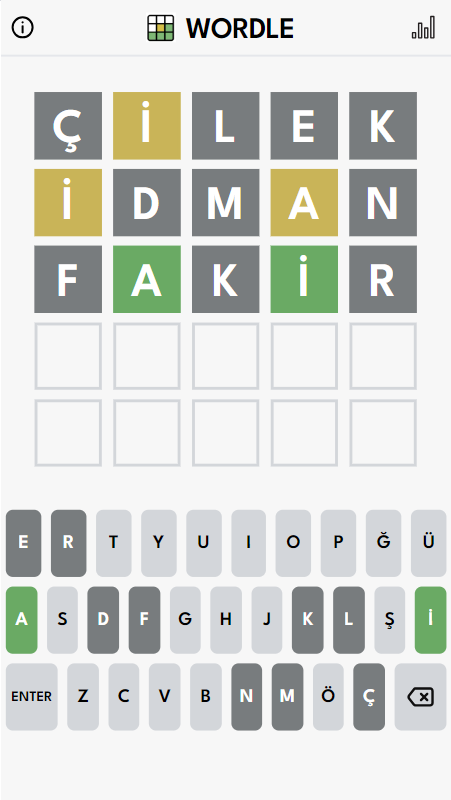 WORDLE
Ç İ L E K
İ D M A N
F A K İ R
E R T Y U I O P Ğ Ü
A S D F G H J K L Ş İ
ENTER Z C V B N M Ö Ç